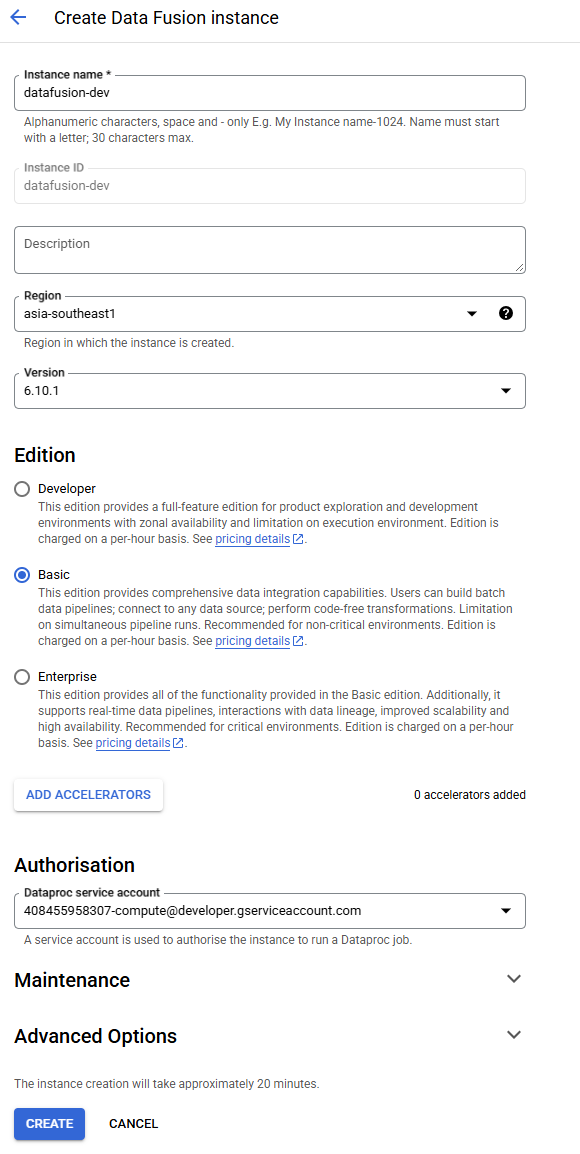 Create Data Fusion instance
Instance name *
datafusion-dev
Alphanumeric characters, space and - only E.g. My Instance name-1024. Name must start
with a letter; 30 characters max.
Instance ID
datafusion-dev
Description
Region
asia-southeast1
Region in which the instance is created.
Version
6.10.1
Edition
Developer
This edition provides a full-feature edition for product exploration and development
environments with zonal availability and limitation on execution environment. Edition is
charged on a per-hour basis. See pricing details.
Basic
This edition provides comprehensive data integration capabilities. Users can build batch
data pipelines; connect to any data source; perform code-free transformations. Limitation
on simultaneous pipeline runs. Recommended for non-critical environments. Edition is
charged on a per-hour basis. See pricing details.
Enterprise
This edition provides all of the functionality provided in the Basic edition. Additionally, it
supports real-time data pipelines, interactions with data lineage, improved scalability and
high availability. Recommended for critical environments. Edition is charged on a per-hour
basis. See pricing details.
ADD ACCELERATORS 0 accelerators added
Authorisation
Dataproc service account
408455958307-compute@developer.gserviceaccount.com
A service account is used to authorise the instance to run a Dataproc job.
Maintenance
Advanced Options
The instance creation will take approximately 20 minutes.
CREATE CANCEL